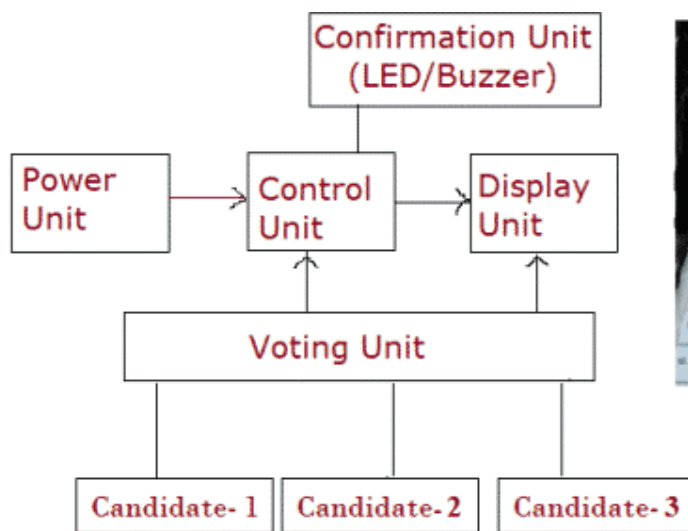 Confirmation Unit
(LED/Buzzer)
Power
Unit
Control
Unit
Display
Unit
Voting Unit
Candidate- 1
Candidate- 2
Candidate- 3